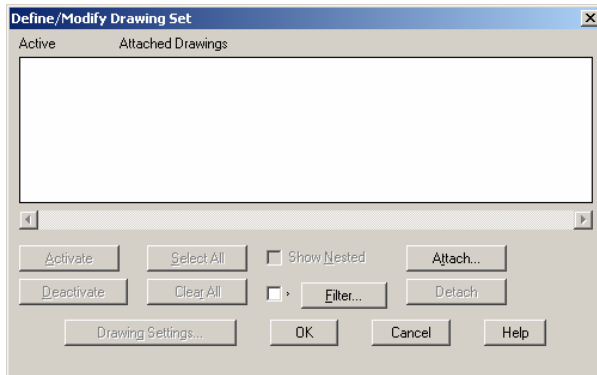 Define/Modify Drawing Set
Active Attached Drawings
Activate Select All Show Nested Attach...
Deactivate Clear All Filter... Detach
Drawing Settings... OK Cancel Help